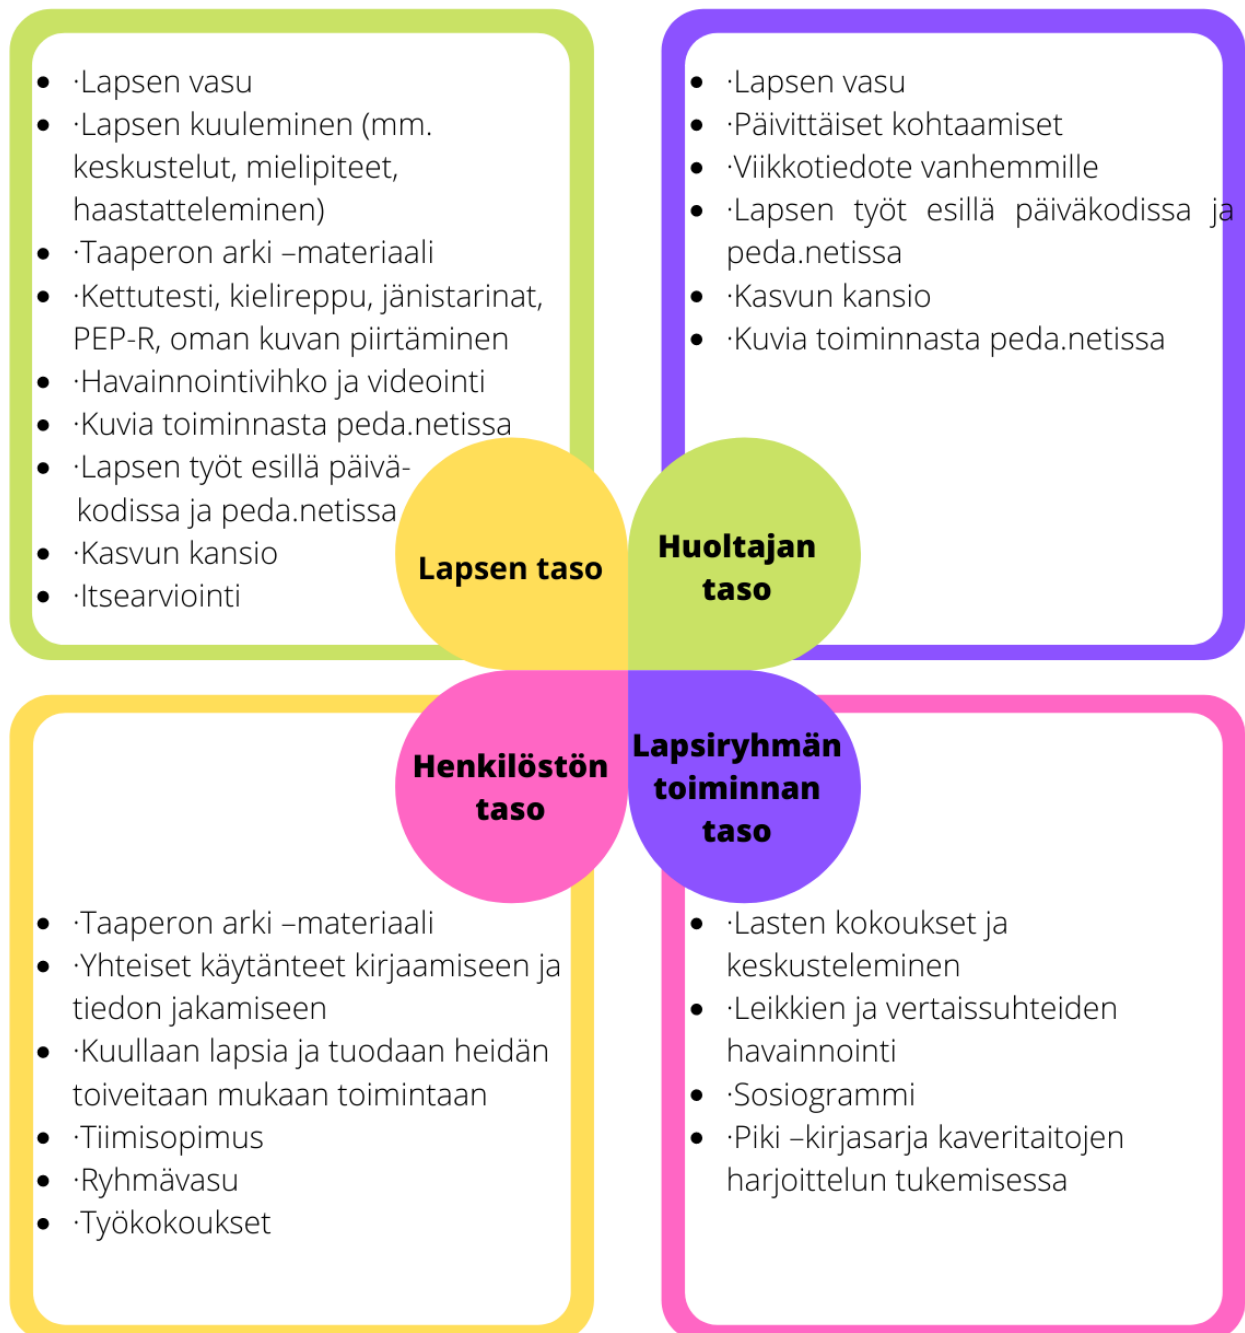 • ·Lapsen vasu
• ·Lapsen kuuleminen (mm.
keskustelut, mielipiteet,
haastatteleminen)
• ·Taaperon arki –materiaali
• ·Kettutesti, kielireppu, jänistarinat,
PEP-R, oman kuvan piirtäminen
• ·Havainnointivihko ja videointi
• ·Kuvia toiminnasta peda.netissa
• ·Lapsen työt esillä päivä-
kodissa ja peda.netissa
• ·Kasvun kansio
• ·Itsearviointi
Lapsen taso
• ·Lapsen vasu
• ·Päivittäiset kohtaamiset
• ·Viikkotiedote vanhemmille
• ·Lapsen työt esillä päiväkodissa ja
peda.netissa
• ·Kasvun kansio
• ·Kuvia toiminnasta peda.netissa
Huoltajan
taso
Henkilöstön
taso
• ·Taaperon arki –materiaali
• ·Yhteiset käytänteet kirjaamiseen ja
tiedon jakamiseen
• ·Kuullaan lapsia ja tuodaan heidän
toiveitaan mukaan toimintaan
• ·Tiimisopimus
• ·Ryhmävasu
• ·Työkokoukset
Lapsiryhmän
toiminnan
taso
• ·Lasten kokoukset ja
keskusteleminen
• ·Leikkien ja vertaissuhteiden
havainnointi
• ·Sosiogrammi
• ·Piki –kirjasarja kaveritaitojen
harjoittelun tukemisessa